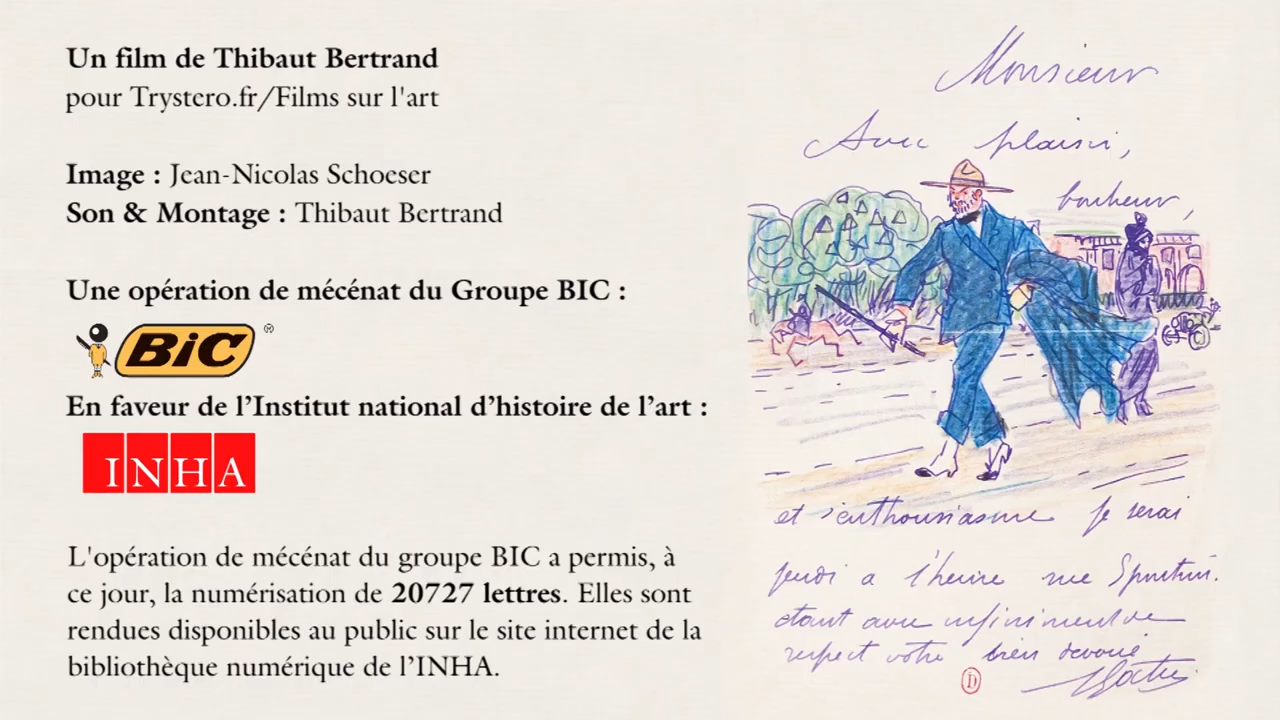 Un film de Thibaut Bertrand
pour Trystero.fr/Films sur l'art
Image : Jean-Nicolas Schoeser
Son & Montage : Thibaut Bertrand
Une opération de mécénat du Groupe BIC :
BiC ®
En faveur de l’Institut national d’histoire de l’art :
INHA
L'opération de mécénat du groupe BIC a permis, à
ce jour, la numérisation de 20727 lettres. Elles sont
rendues disponibles au public sur le site internet de la
bibliothèque numérique de l’INHA.
Monsieur
Avec plaisir,
bonheur,
et enthousiasme je serai
jeudi a l'heure rue Spontini.
avec infiniment de
respect votre bien dévoué
D